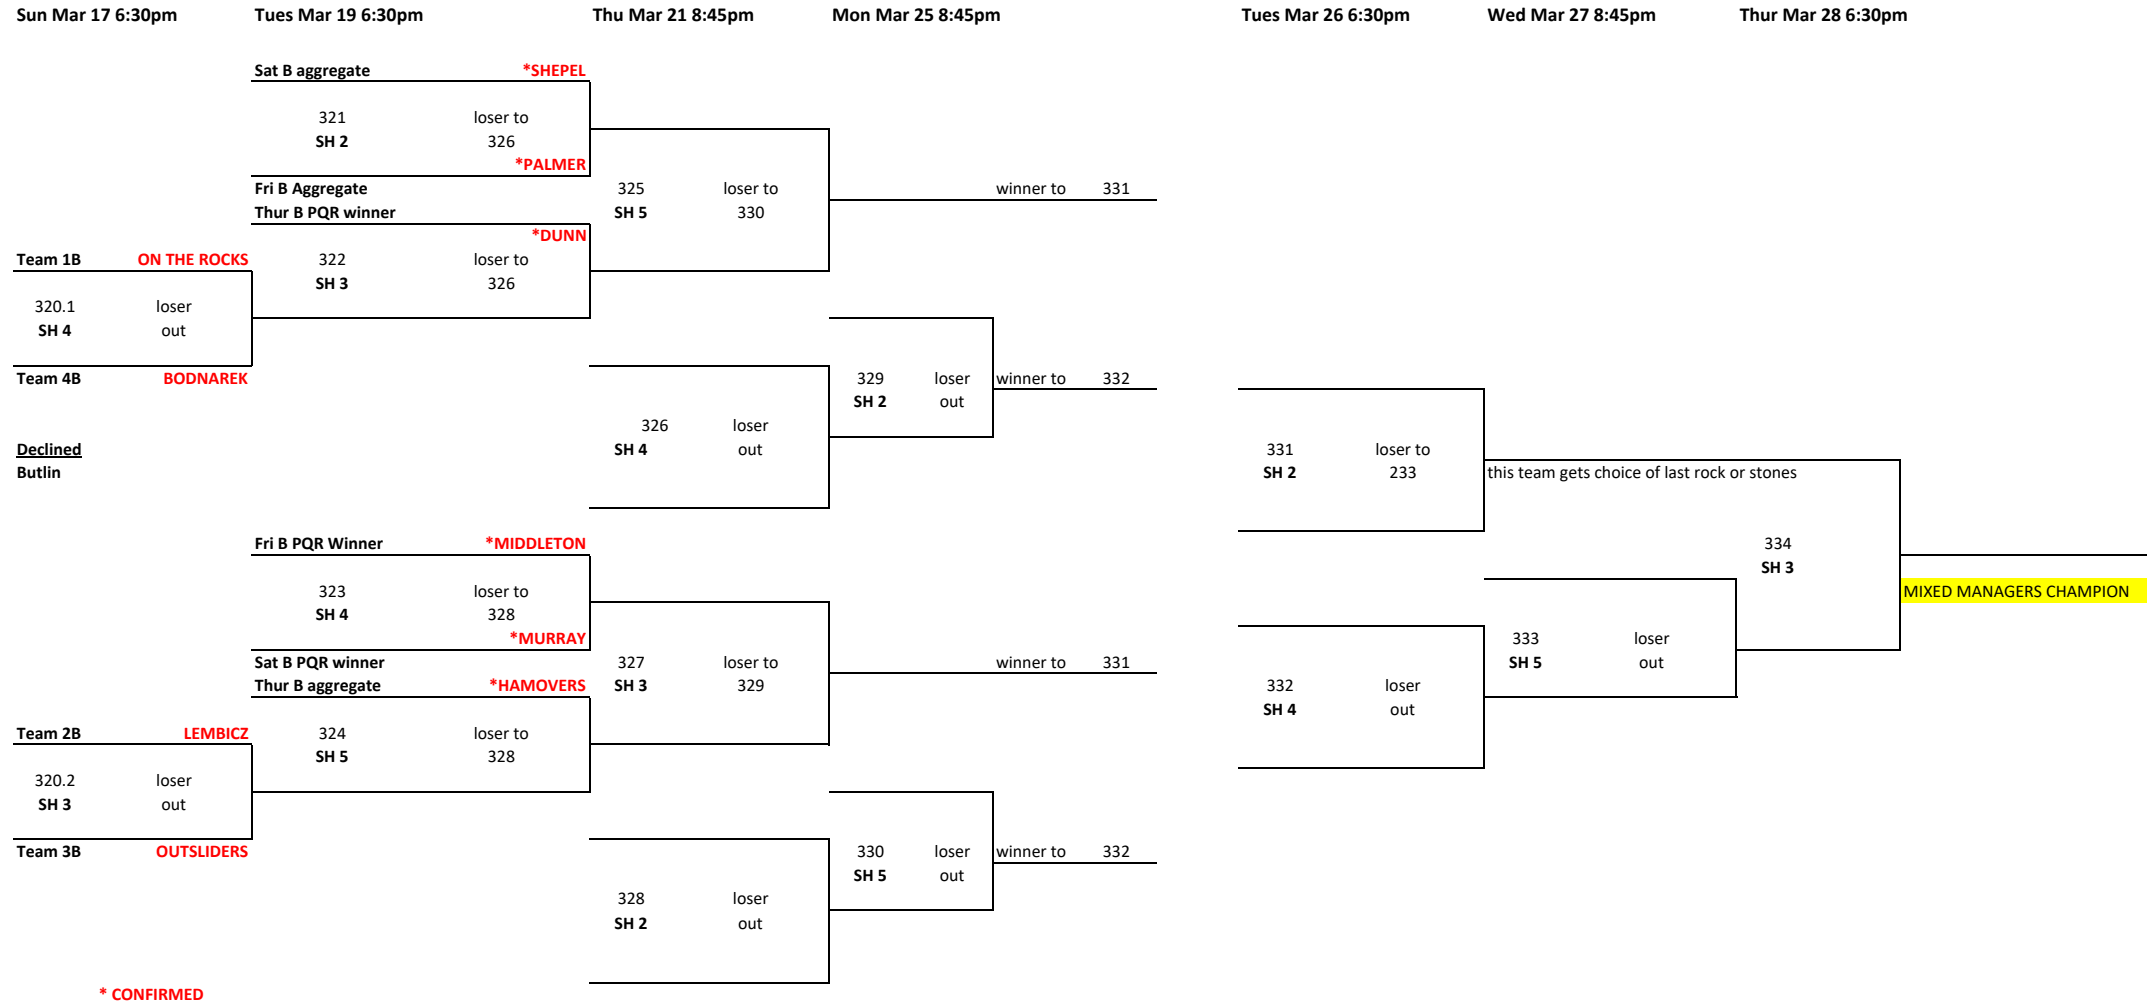 Sun Mar 17 6:30pm Tues Mar 19 6:30pm Thu Mar 21 8:45pm Mon Mar 25 8:45pm Tues Mar 26 6:30pm Wed Mar 27 8:45pm Thur Mar 28 6:30pm
Sat B aggregate *SHEPEL
321 loser to
SH 2 326
*PALMER
Fri B Aggregate 325 loser to winner to 331
Thur B PQR winner SH 5 330
*DUNN
Team 1B ON THE ROCKS 322 loser to
SH 3 326
320.1 loser
SH 4 out
Team 4B BODNAREK 329 loser winner to 332
SH 2 out
326 loser
Declined SH 4 out 331 loser to
Butlin SH 2 233 this team gets choice of last rock or stones
Fri B PQR Winner *MIDDLETON 334
SH 3
323 loser to MIXED MANAGERS CHAMPION
SH 4 328
*MURRAY 333 loser
Sat B PQR winner 327 loser to winner to 331 SH 5 out
Thur B aggregate *HAMOVERS SH 3 329 332 loser
SH 4 out
Team 2B LEMBICZ 324 loser to
SH 5 328
320.2 loser
SH 3 out
Team 3B OUTSLIDERS 330 loser winner to 332
SH 5 out
328 loser
SH 2 out
* CONFIRMED